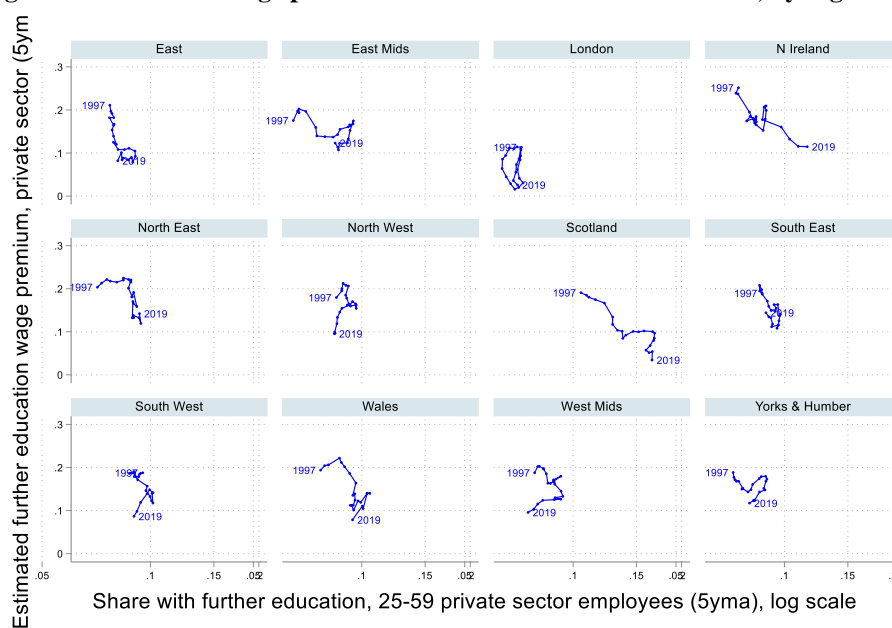 East East Mids London N Ireland
.3
.2
.1
0
1997 2019 1997 2019 1997 2019 1997 2019
North East North West Scotland South East
.3
.2
.1
0
1997 2019 1997 2019 1997 2019 1997 2019
South West Wales West Mids Yorks & Humber
.3
.2
.1
0
1997 2019 1997 2019 1997 2019 1997 2019
.05 .1 .15 .1 .15 .1 .15 .1 .15
Estimated further education wage premium, private sector (5ym
Share with further education, 25-59 private sector employees (5yma), log scale